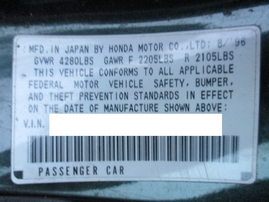 MFD. IN JAPAN BY HONDA MOTOR CO.,LTD. 8/'96
GVWR 4280LBS GAWR F 2205LBS R 2105LBS
THIS VEHICLE CONFORMS TO ALL APPLICABLE
FEDERAL MOTOR VEHICLE SAFETY, BUMPER,
AND THEFT PREVENTION STANDARDS IN EFFECT
ON THE DATE OF MANUFACTURE SHOWN ABOVE.
V.I.N.
PASSENGER CAR